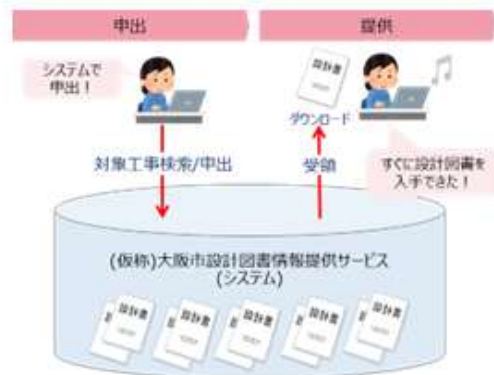 申出
提供
システムで
申出！
設計書
ダウンロード
対象工事検索/申出
受領
すぐに設計図書を
入手できた！
(仮称)大阪市設計図書情報提供サービス
(システム)
設計書
設計書
設計書
設計書
設計書